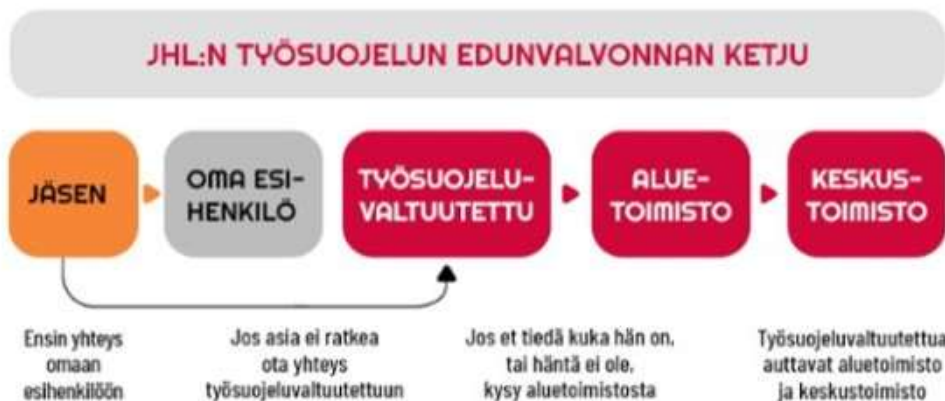 JHL:N TYÖSUOJELUN EDUNVALVONNAN KETJU
JÄSEN
OMA ESI-
HENKILÖ
TYÖSUOJELU-
VALTUUTETTU
ALUE-
TOIMISTO
KESKUS-
TOIMISTO
Ensin yhteys
omaan
esihenkilöön
Jos asia ei ratkea
ota yhteys
työsuojeluvaltuutettuun
Jos et tiedä kuka hän on,
tai häntä ei ole,
kysy aluetoimistosta
Työsuojeluvaltuutettua
auttavat aluetoimisto
ja keskustoimisto